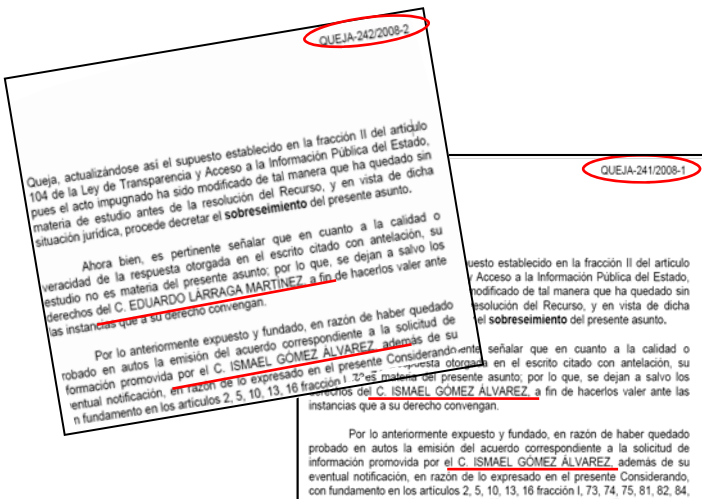 QUEJA-242/2008-2
Queja, actualizándose así el supuesto establecido en la fracción II del artículo
104 de la Ley de Transparencia y Acceso a la Información Pública del Estado,
pues el acto impugnado ha sido modificado de tal manera que ha quedado sin
materia de estudio antes de la resolución del Recurso, y en vista de dicha
situación jurídica, procede decretar el sobreseimiento del presente asunto.
Ahora bien, es pertinente señalar que en cuanto a la calidad o
veracidad de la respuesta otorgada en el escrito citado con antelación, su
estudio no es materia del presente asunto; por lo que, se dejan a salvo los
derechos del C. EDUARDO LÁRRAGA MARTÍNEZ, a fin de hacerlos valer ante
las instancias que a su derecho convengan.
Por lo anteriormente expuesto y fundado, en razón de haber quedado
robado en autos la emisión del acuerdo correspondiente a la solicitud de
formación promovida por el C. ISMAEL GÓMEZ ÁLVAREZ, además de su
entual notificación, en razón de lo expresado en el presente Considerando
n fundamento en los artículos 2, 5, 10, 13, 16 fracción I
QUEJA-241/2008-1
uesto establecido en la fracción II del artículo
y Acceso a la Información Pública del Estado,
modificado de tal manera que ha quedado sin
esolución del Recurso, y en vista de dicha
el sobreseimiento del presente asunto.
señalar que en cuanto a la calidad o
otorgada en el escrito citado con antelación, su
es materia del presente asunto; por lo que, se dejan a salvo los
derechos del C. ISMAEL GÓMEZ ÁLVAREZ, a fin de hacerlos valer ante las
instancias que a su derecho convengan.
Por lo anteriormente expuesto y fundado, en razón de haber quedado
probado en autos la emisión del acuerdo correspondiente a la solicitud de
información promovida por el C. ISMAEL GÓMEZ ÁLVAREZ, además de su
eventual notificación, en razón de lo expresado en el presente Considerando,
con fundamento en los artículos 2, 5, 10, 13, 16 fracción I, 73, 74, 75, 81, 82, 84,